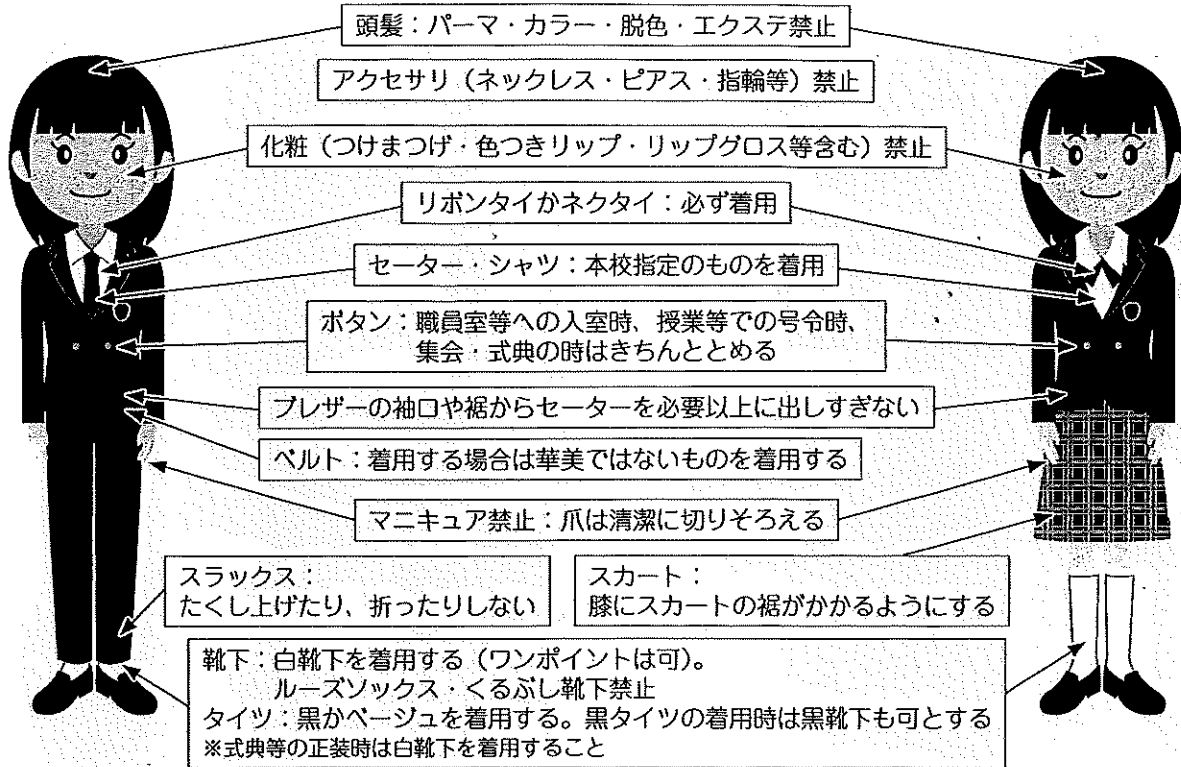 頭髪：パーマ・カラー・脱色・エクステ禁止
アクセサリ（ネックレス・ピアス・指輪等）禁止
化粧（つけまつげ・色つきリップ・リップグロス等含む）禁止
リボンタイかネクタイ：必ず着用
セーター・シャツ：本校指定のものを着用
ボタン：職員室等への入室時、授業等での号令時、
集会・式典の時はきちんととめる
ブレザーの袖口や裾からセーターを必要以上に出しすぎない
ベルト：着用する場合は華美ではないものを着用する
マニキュア禁止：爪は清潔に切りそろえる
スラックス：
たくし上げたり、折ったりしない
スカート：
膝にスカートの裾がかかるようにする
靴下：白靴下を着用する（ワンポイントは可）。
ルーズソックス・くるぶし靴下禁止
タイツ：黒かベージュを着用する。黒タイツの着用時は黒靴下も可とする
※式典等の正装時は白靴下を着用すること